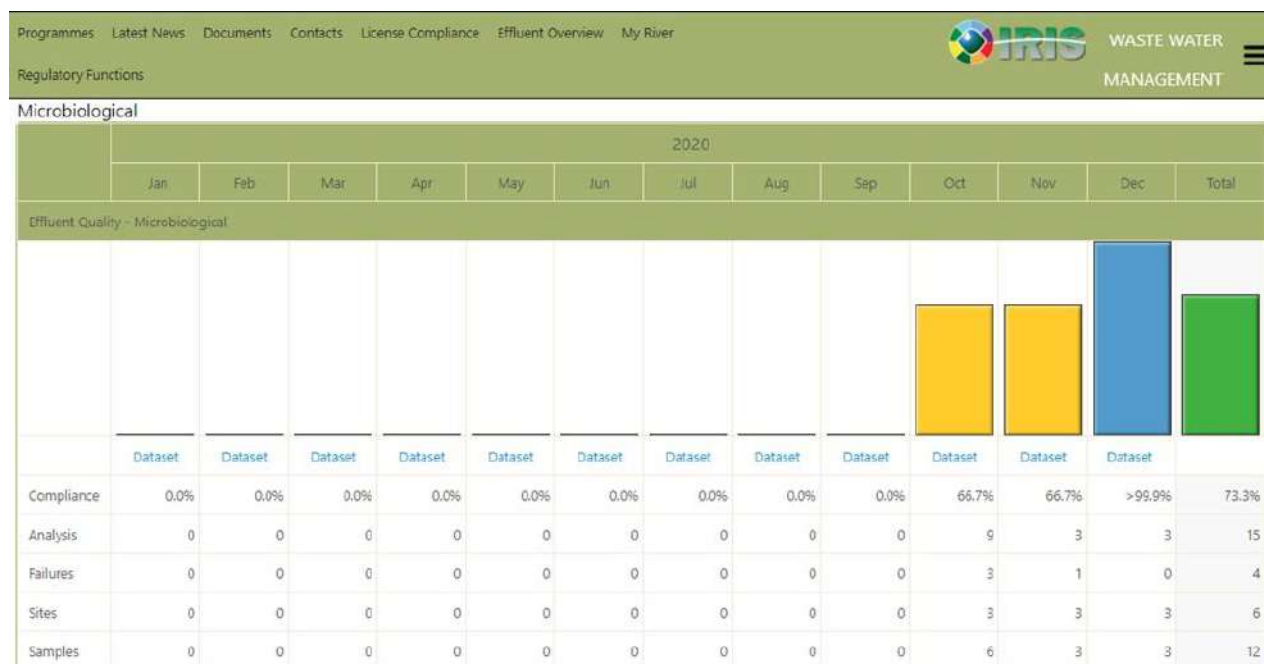 Programmes Latest News Documents Contacts License Compliance Effluent Overview My River
Regulatory Functions
IRIS
WASTE WATER
MANAGEMENT
Microbiological
2020
Jan Feb Mar Apr May Jun Jul Aug Sep Oct Nov Dec Total
Effluent Quality - Microbiological
Dataset Dataset Dataset Dataset Dataset Dataset Dataset Dataset Dataset Dataset Dataset Dataset
Compliance 0.0% 0.0% 0.0% 0.0% 0.0% 0.0% 0.0% 0.0% 0.0% 66.7% 66.7% >99.9% 73.3%
Analysis 0 0 0 0 0 0 0 0 0 9 3 3 15
Failures 0 0 0 0 0 0 0 0 0 3 1 0 4
Sites 0 0 0 0 0 0 0 0 0 3 3 3 6
Samples 0 0 0 0 0 0 0 0 0 6 3 3 12